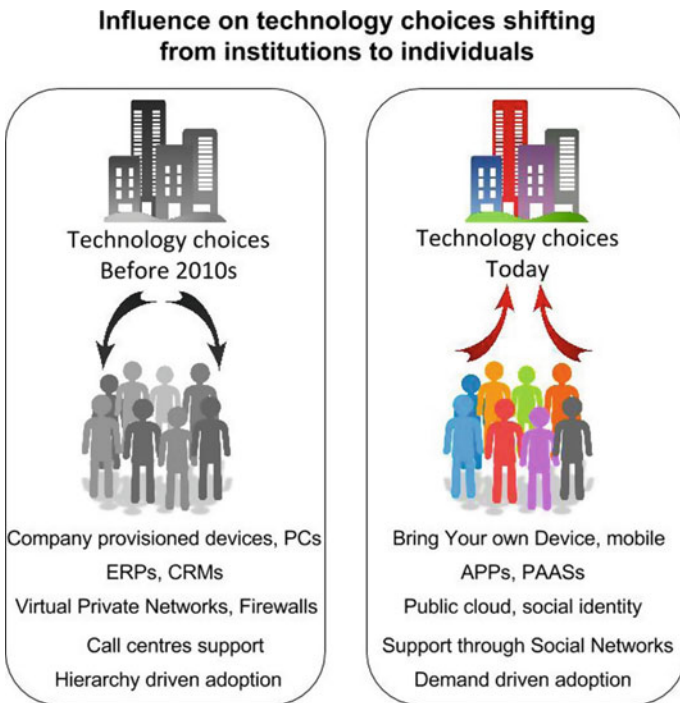 Influence on technology choices shifting
from institutions to individuals
Technology choices
Before 2010s
Company provisioned devices, PCs
ERPs, CRMs
Virtual Private Networks, Firewalls
Call centres support
Hierarchy driven adoption
Technology choices
Today
Bring Your own Device, mobile
APPs, PAASs
Public cloud, social identity
Support through Social Networks
Demand driven adoption